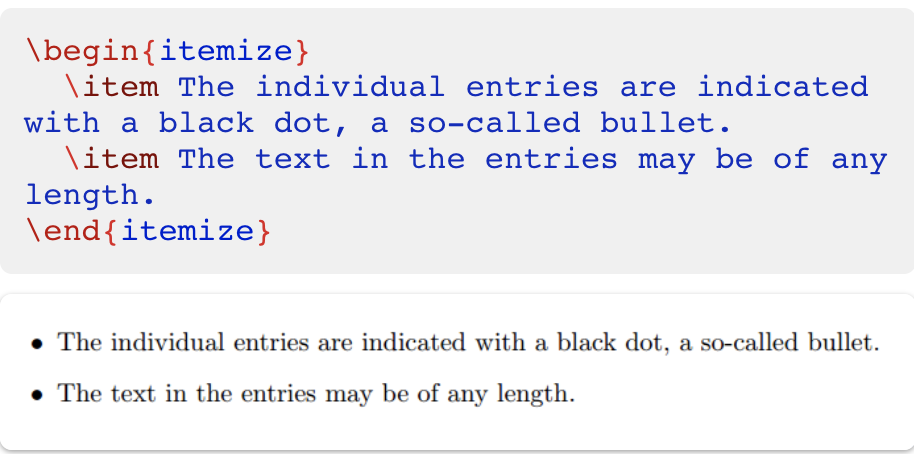 \begin{itemize}
  \item The individual entries are indicated
with a black dot, a so-called bullet.
  \item The text in the entries may be of any
length.
\end{itemize}
• The individual entries are indicated with a black dot, a so-called bullet.
• The text in the entries may be of any length.